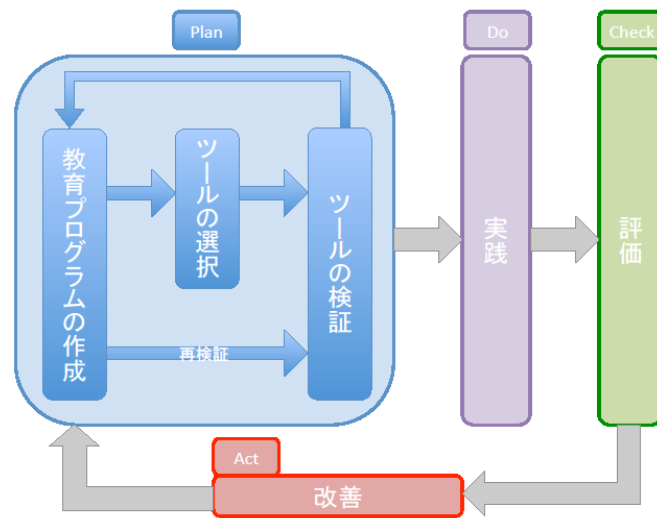 Plan
Do
Check
教育プログラムの作成
ツールの選択
ツールの検証
再検証
実践
評価
Act
改善